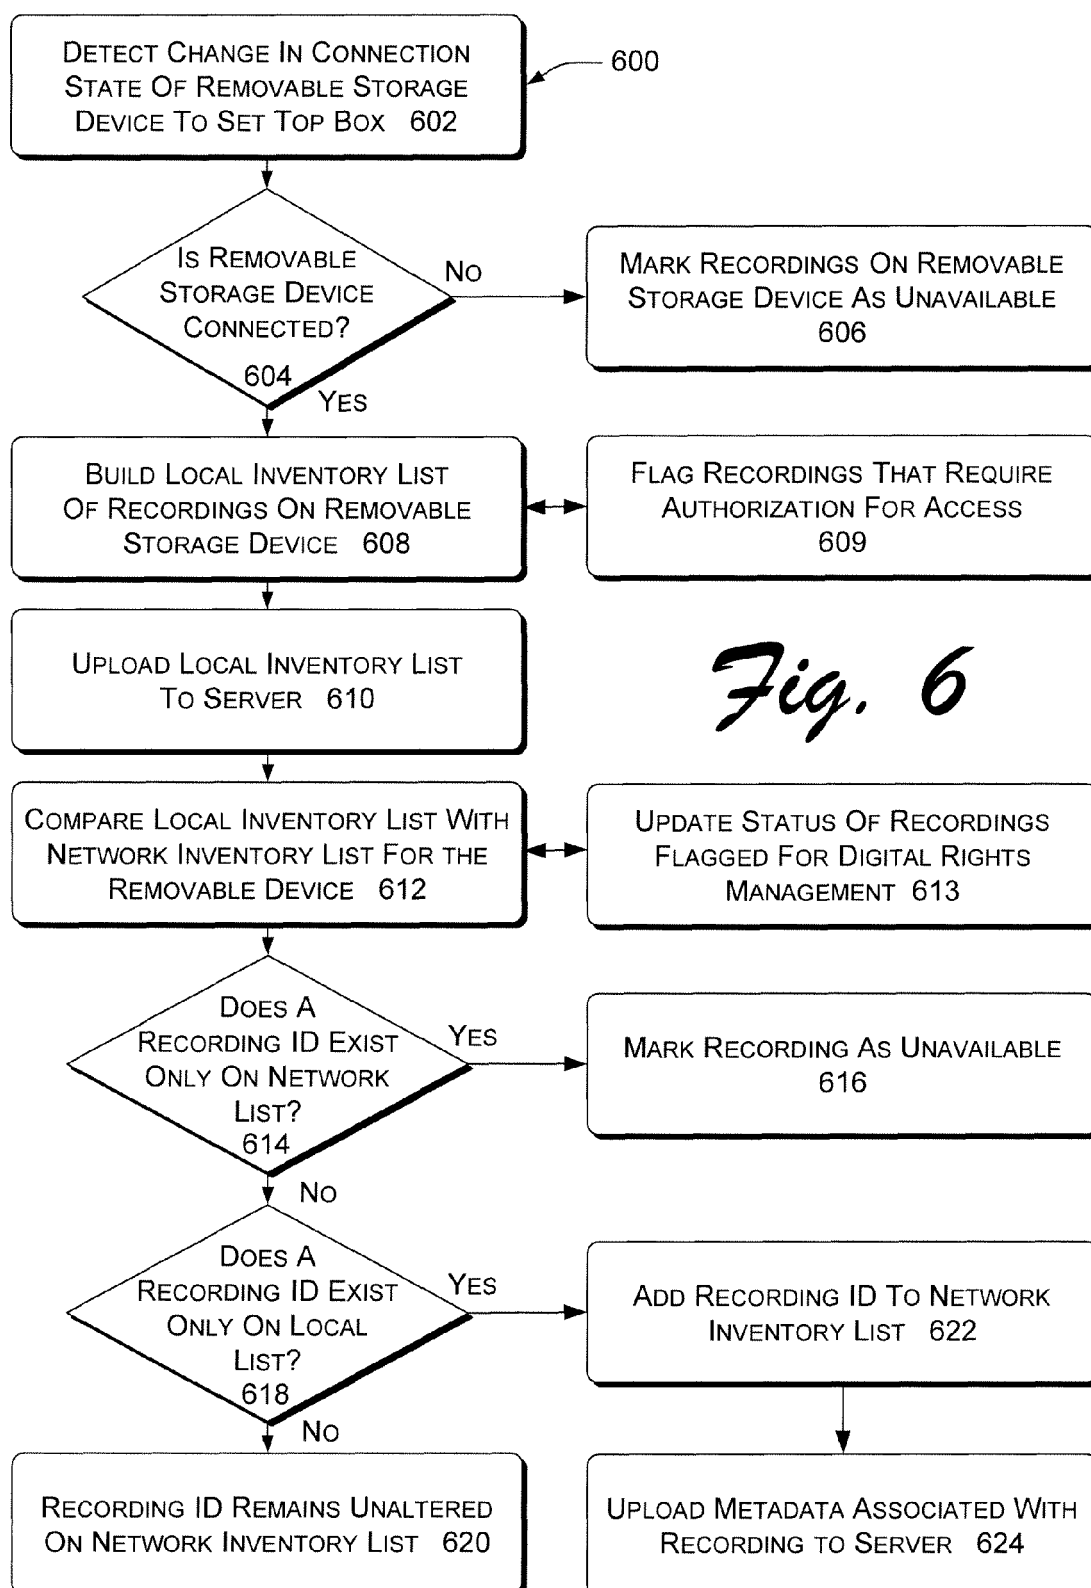 DETECT CHANGE IN CONNECTION
STATE OF REMOVABLE STORAGE
DEVICE TO SET TOP BOX 602
600
IS REMOVABLE
STORAGE DEVICE
CONNECTED?
604
NO
YES
MARK RECORDINGS ON REMOVABLE
STORAGE DEVICE AS UNAVAILABLE
606
BUILD LOCAL INVENTORY LIST
OF RECORDINGS ON REMOVABLE
STORAGE DEVICE 608
FLAG RECORDINGS THAT REQUIRE
AUTHORIZATION FOR ACCESS
609
UPLOAD LOCAL INVENTORY LIST
TO SERVER 610
Fig. 6
COMPARE LOCAL INVENTORY LIST WITH
NETWORK INVENTORY LIST FOR THE
REMOVABLE DEVICE 612
UPDATE STATUS OF RECORDINGS
FLAGGED FOR DIGITAL RIGHTS
MANAGEMENT 613
DOES A
RECORDING ID EXIST
ONLY ON NETWORK
LIST?
614
YES
NO
MARK RECORDING AS UNAVAILABLE
616
DOES A
RECORDING ID EXIST
ONLY ON LOCAL
LIST?
618
YES
NO
ADD RECORDING ID TO NETWORK
INVENTORY LIST 622
RECORDING ID REMAINS UNALTERED
ON NETWORK INVENTORY LIST 620
UPLOAD METADATA ASSOCIATED WITH
RECORDING TO SERVER 624